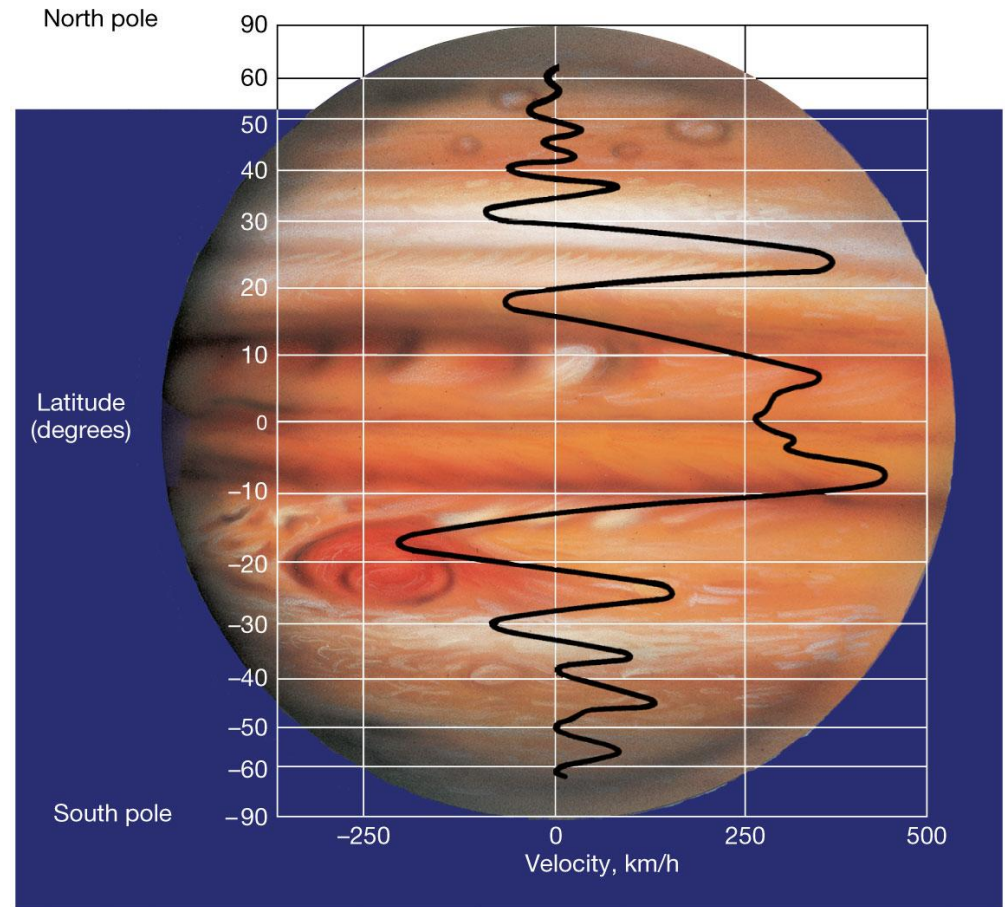 North pole
90
60
50
40
30
20
10
Latitude
(degrees)
0
–10
–20
–30
–40
–50
–60
South pole
–90
–250 0 250 500
Velocity, km/h